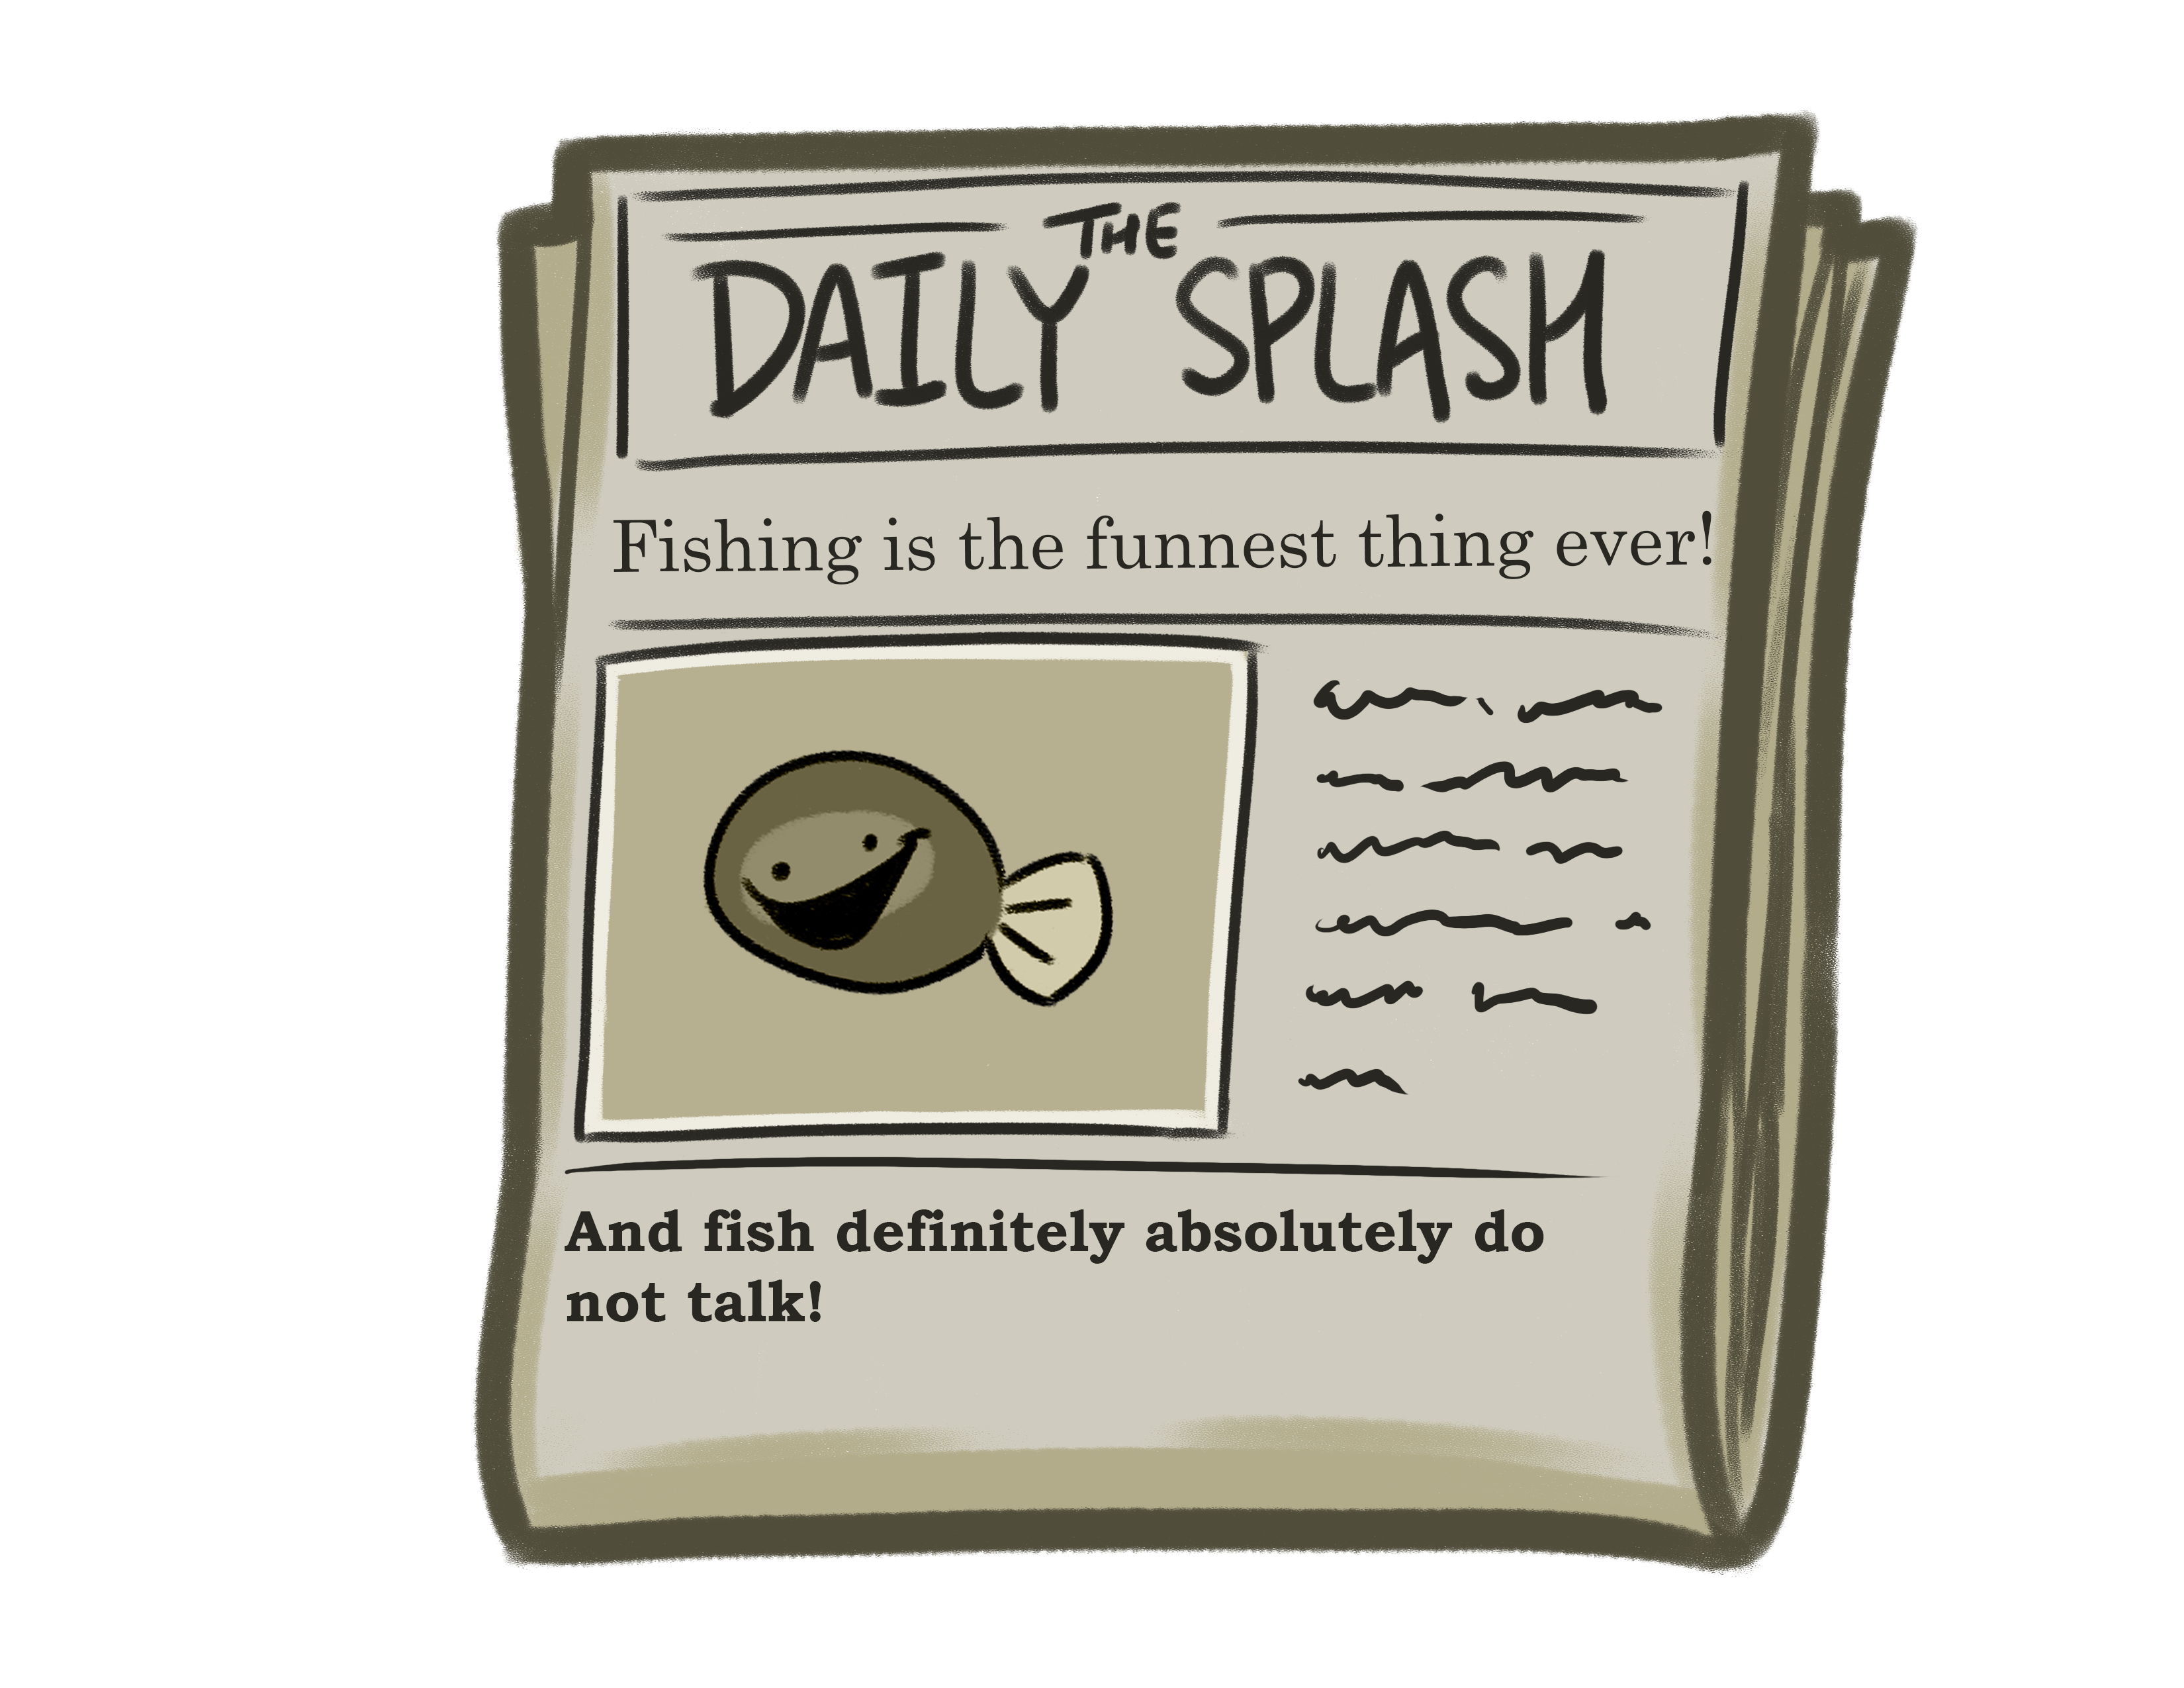 THE
DAILY SPLASH
Fishing is the funnest thing ever!
And fish definitely absolutely do
not talk!